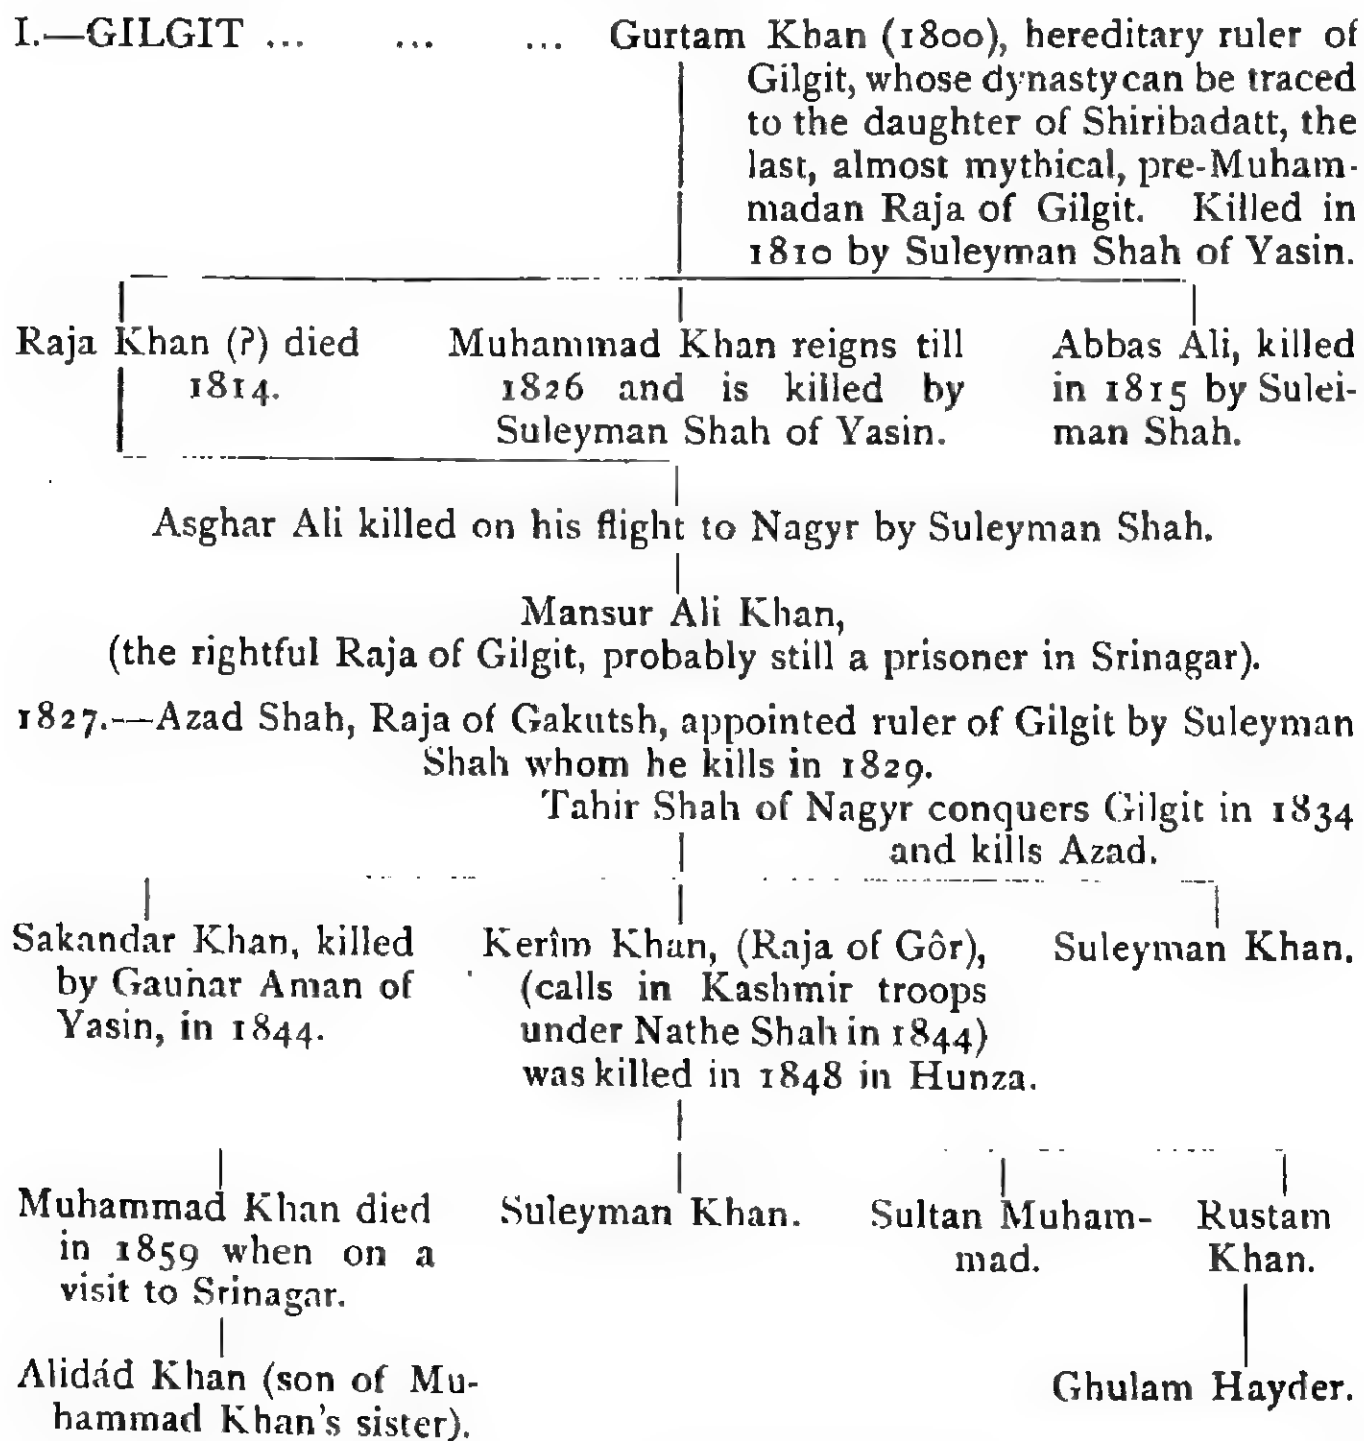 I.—GILGIT ... ... ... Gurtam Khan (1800), hereditary ruler of
Gilgit, whose dynasty can be traced
to the daughter of Shiribadatt, the
last, almost mythical, pre-Muham-
madan Raja of Gilgit. Killed in
1810 by Suleyman Shah of Yasin.
Raja Khan (?) died
1814.
Muhammad Khan reigns till
1826 and is killed by
Suleyman Shah of Yasin.
Abbas Ali, killed
in 1815 by Sulei-
man Shah.
Asghar Ali killed on his flight to Nagyr by Suleyman Shah.
Mansur Ali Khan,
(the rightful Raja of Gilgit, probably still a prisoner in Srinagar).
1827.—Azad Shah, Raja of Gakutsh, appointed ruler of Gilgit by Suleyman
Shah whom he kills in 1829.
Tahir Shah of Nagyr conquers Gilgit in 1834
and kills Azad.
Sakandar Khan, killed
by Gauhar Aman of
Yasin, in 1844.
Kerîm Khan, (Raja of Gôr),
(calls in Kashmir troops
under Nathe Shah in 1844)
was killed in 1848 in Hunza.
Suleyman Khan.
Muhammad Khan died
in 1859 when on a
visit to Srinagar.
Suleyman Khan.
Sultan Muham-
mad.
Rustam
Khan.
Alidád Khan (son of Mu-
hammad Khan's sister).
Ghulam Hayder.